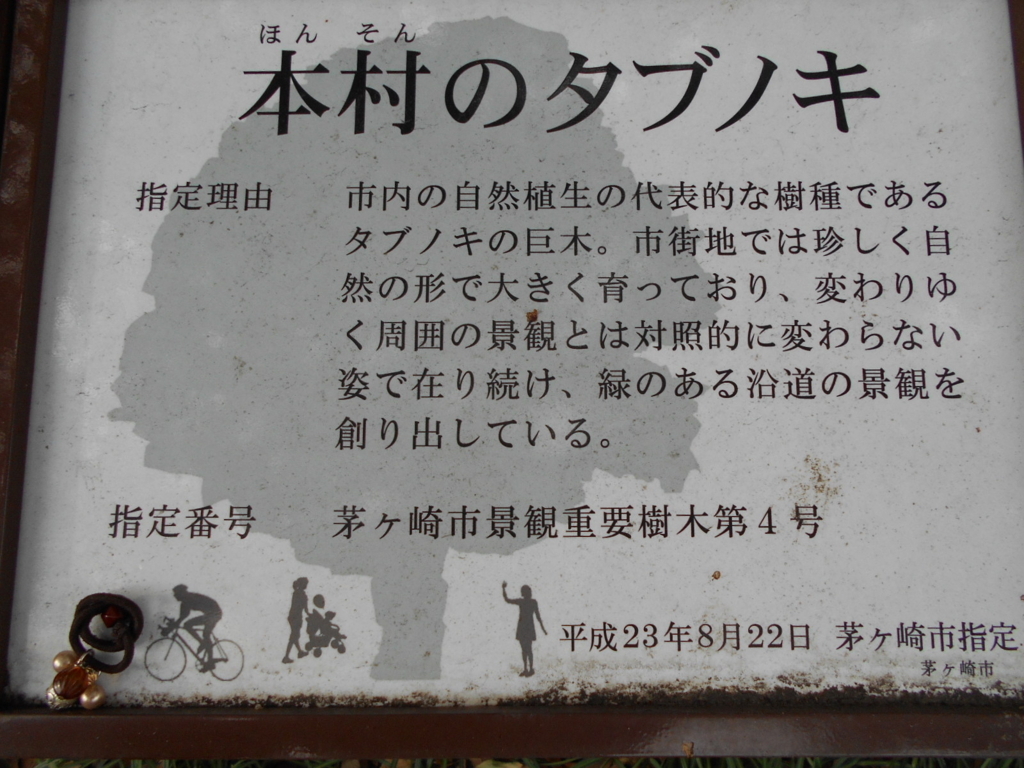 ほん そん
本村のタブノキ
指定理由 市内の自然植生の代表的な樹種である
タブノキの巨木。市街地では珍しく自
然の形で大きく育っており、変わりゆ
く周囲の景観とは対照的に変わらない
姿で在り続け、緑のある沿道の景観を
創り出している。
指定番号 茅ヶ崎市景観重要樹木第4号
平成23年8月22日 茅ヶ崎市指定
茅ヶ崎市